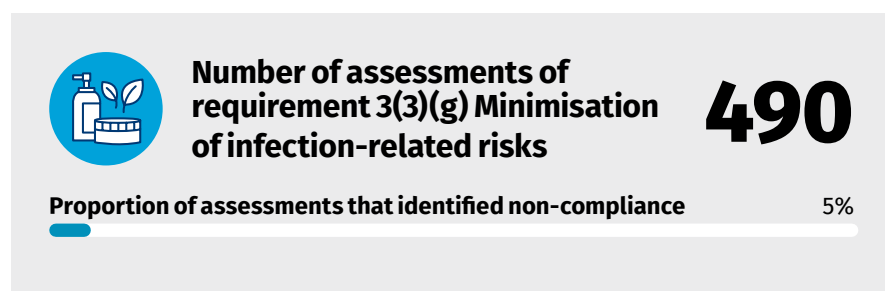 Number of assessments of
requirement 3(3)(g) Minimisation
of infection-related risks
490
Proportion of assessments that identified non-compliance 5%